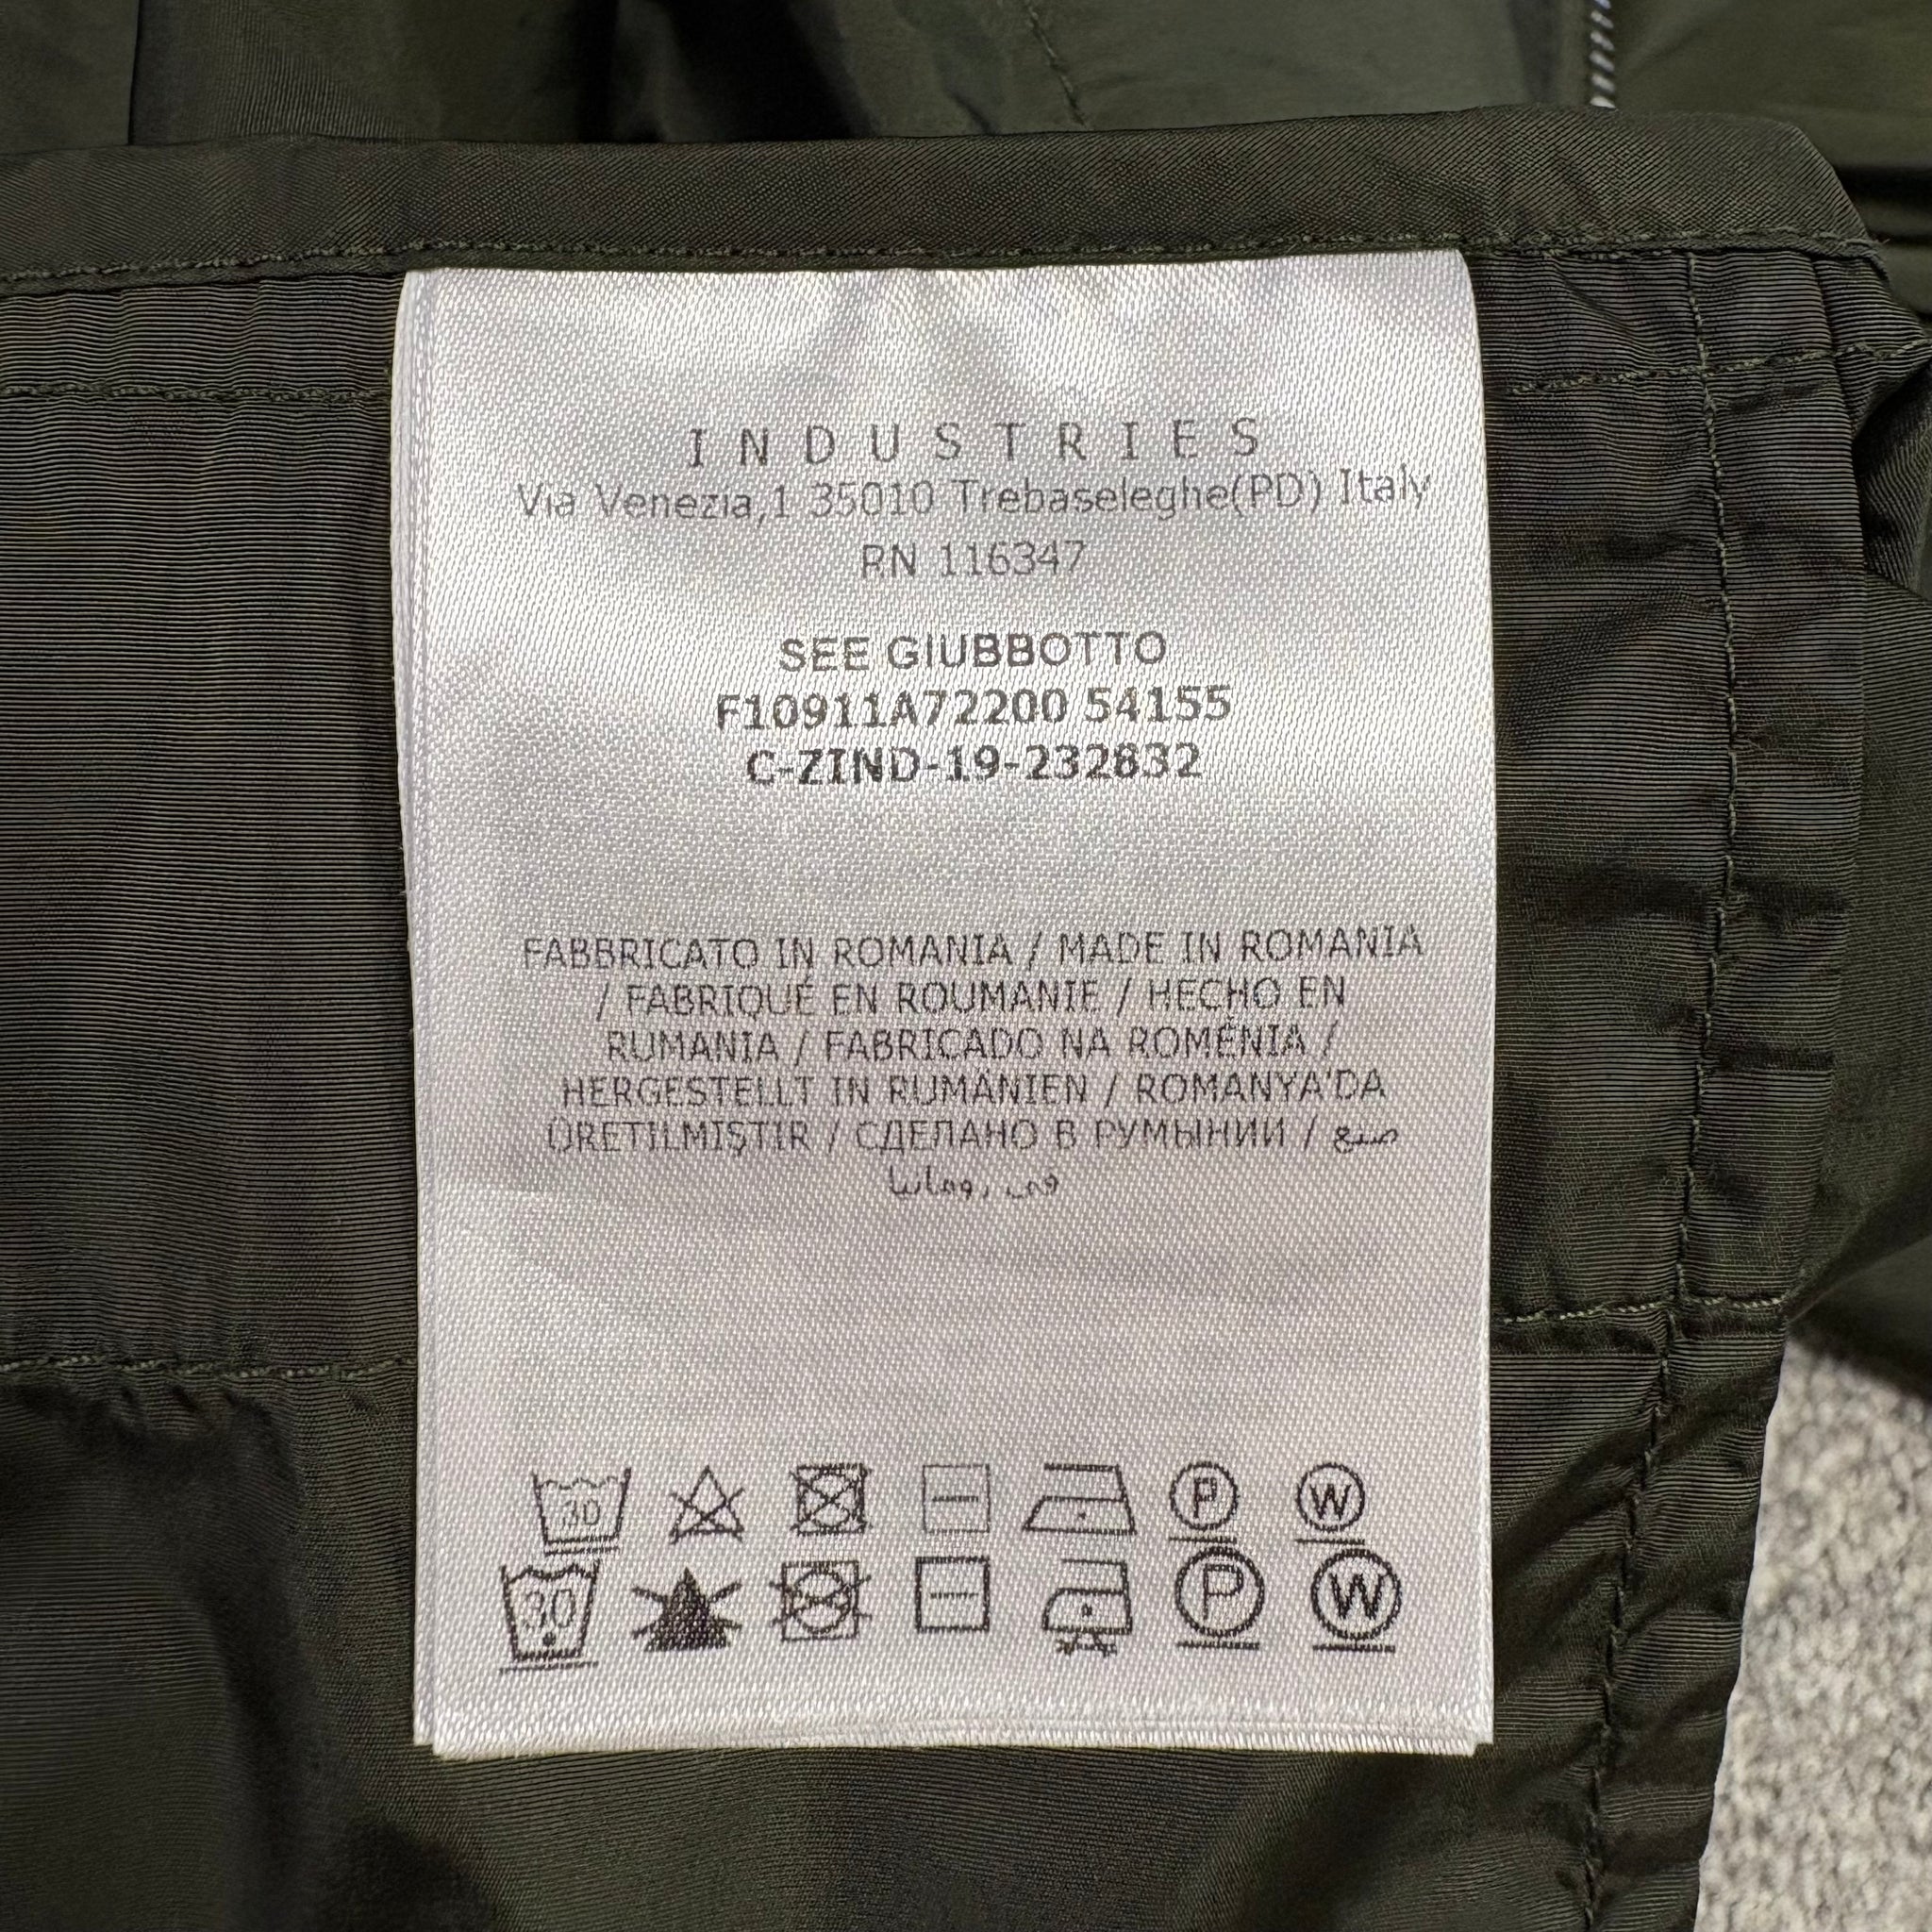 INDUSTRIES
Via Venezia,1 35010 Trebaseleghe(PD) Italy
RN 116347
SEE GIUBBOTTO
F10911A72200 54155
C-ZIND-19-232832
FABBRICATO IN ROMANIA / MADE IN ROMANIA
/ FABRIQUÉ EN ROUMANIE / HECHO EN
RUMANIA / FABRICADO NA ROMÉNIA /
HERGESTELLT IN RUMÄNIEN / ROMANYA'DA
ÜRETILMIŞTIR / СДЕЛАНО В РУМЫНИИ / صنع
في رومانيا
30 P W
30 P W